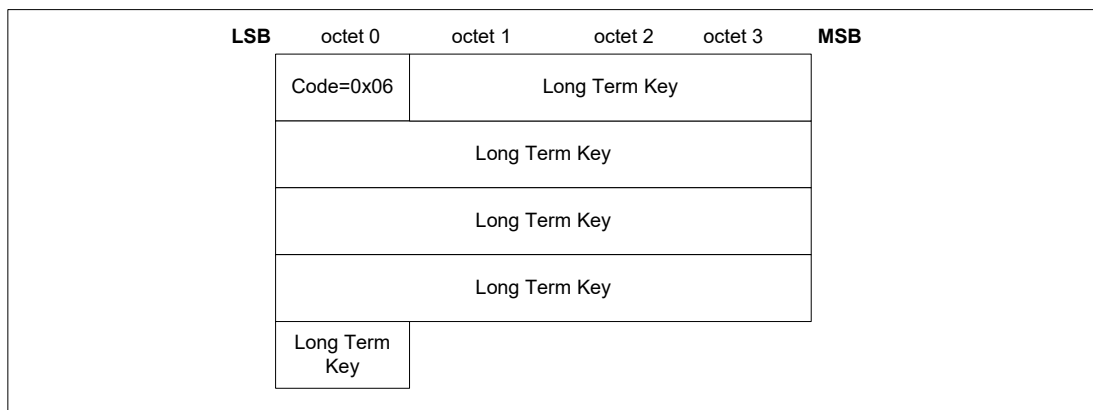 LSB octet 0 octet 1 octet 2 octet 3 MSB
Code=0x06 Long Term Key
Long Term Key
Long Term Key
Long Term Key
Long Term
Key